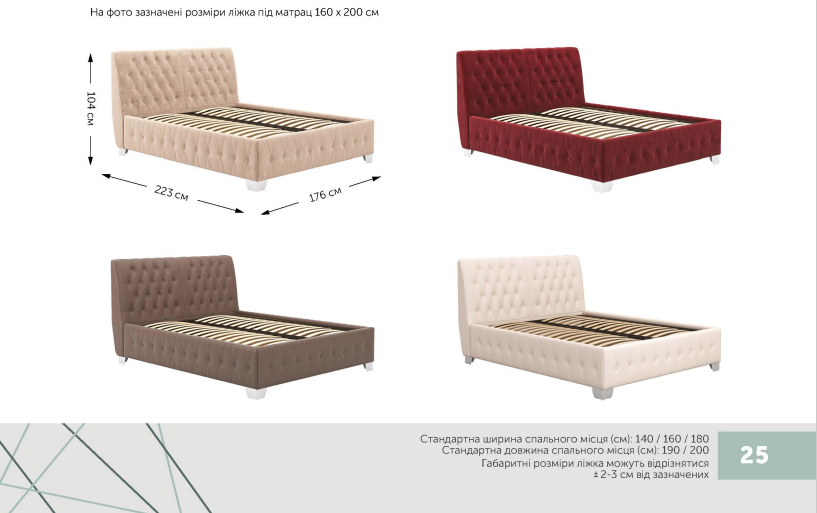 На фото зазначені розміри ліжка під матрац 160 х 200 см
104 см
223 см
176 см
Стандартна ширина спального місця (см): 140 / 160 / 180
Стандартна довжина спального місця (см): 190 / 200
Габаритні розміри ліжка можуть відрізнятися
± 2-3 см від зазначених
25